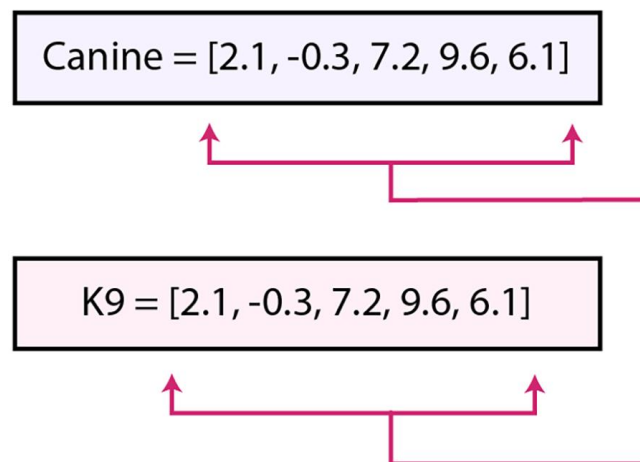 Canine = [2.1, -0.3, 7.2, 9.6, 6.1]
K9 = [2.1, -0.3, 7.2, 9.6, 6.1]